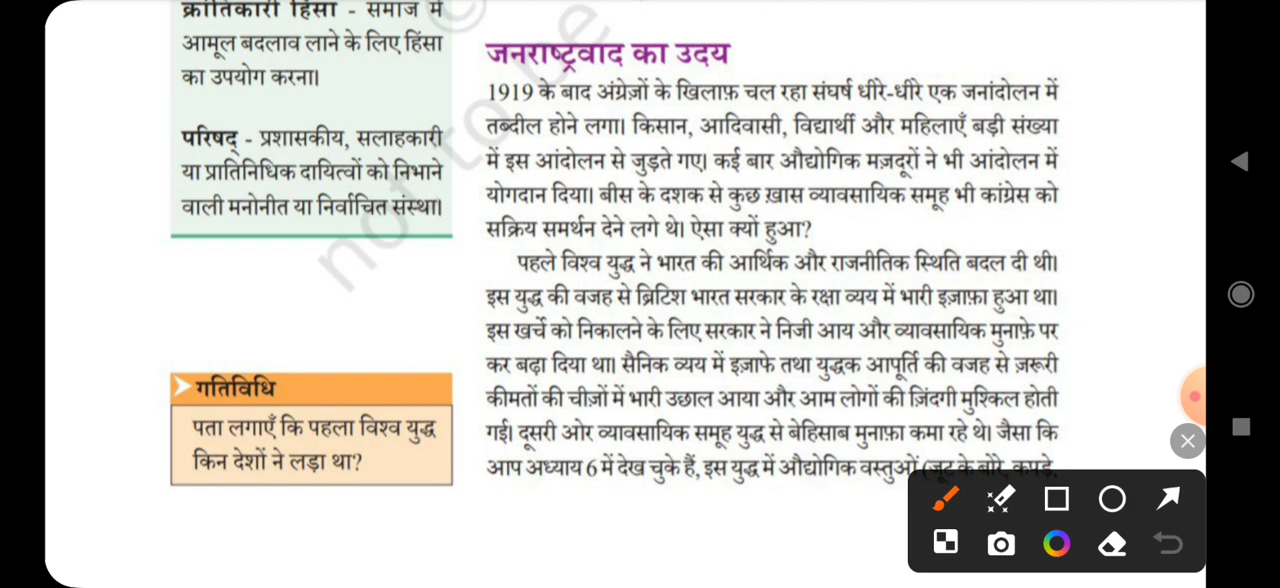 क्रांतिकारी हिंसा - समाज में
आमूल बदलाव लाने के लिए हिंसा
का उपयोग करना।
परिषद् - प्रशासकीय, सलाहकारी
या प्रातिनिधिक दायित्वों को निभाने
वाली मनोनीत या निर्वाचित संस्था।
गतिविधि
पता लगाएँ कि पहला विश्व युद्ध
किन देशों ने लड़ा था?
जनराष्ट्रवाद का उदय
1919 के बाद अंग्रेज़ों के खिलाफ़ चल रहा संघर्ष धीरे-धीरे एक जनांदोलन में
तब्दील होने लगा। किसान, आदिवासी, विद्यार्थी और महिलाएँ बड़ी संख्या
में इस आंदोलन से जुड़ते गए। कई बार औद्योगिक मज़दूरों ने भी आंदोलन में
योगदान दिया। बीस के दशक से कुछ ख़ास व्यावसायिक समूह भी कांग्रेस को
सक्रिय समर्थन देने लगे थे। ऐसा क्यों हुआ?
पहले विश्व युद्ध ने भारत की आर्थिक और राजनीतिक स्थिति बदल दी थी।
इस युद्ध की वजह से ब्रिटिश भारत सरकार के रक्षा व्यय में भारी इज़ाफ़ा हुआ था।
इस खर्चे को निकालने के लिए सरकार ने निजी आय और व्यावसायिक मुनाफ़े पर
कर बढ़ा दिया था। सैनिक व्यय में इज़ाफे तथा युद्धक आपूर्ति की वजह से ज़रूरी
कीमतों की चीज़ों में भारी उछाल आया और आम लोगों की ज़िंदगी मुश्किल होती
गई। दूसरी ओर व्यावसायिक समूह युद्ध से बेहिसाब मुनाफ़ा कमा रहे थे। जैसा कि
आप अध्याय 6 में देख चुके हैं, इस युद्ध में औद्योगिक वस्तुओं (जूट के बोरे, कपड़े,
not to be